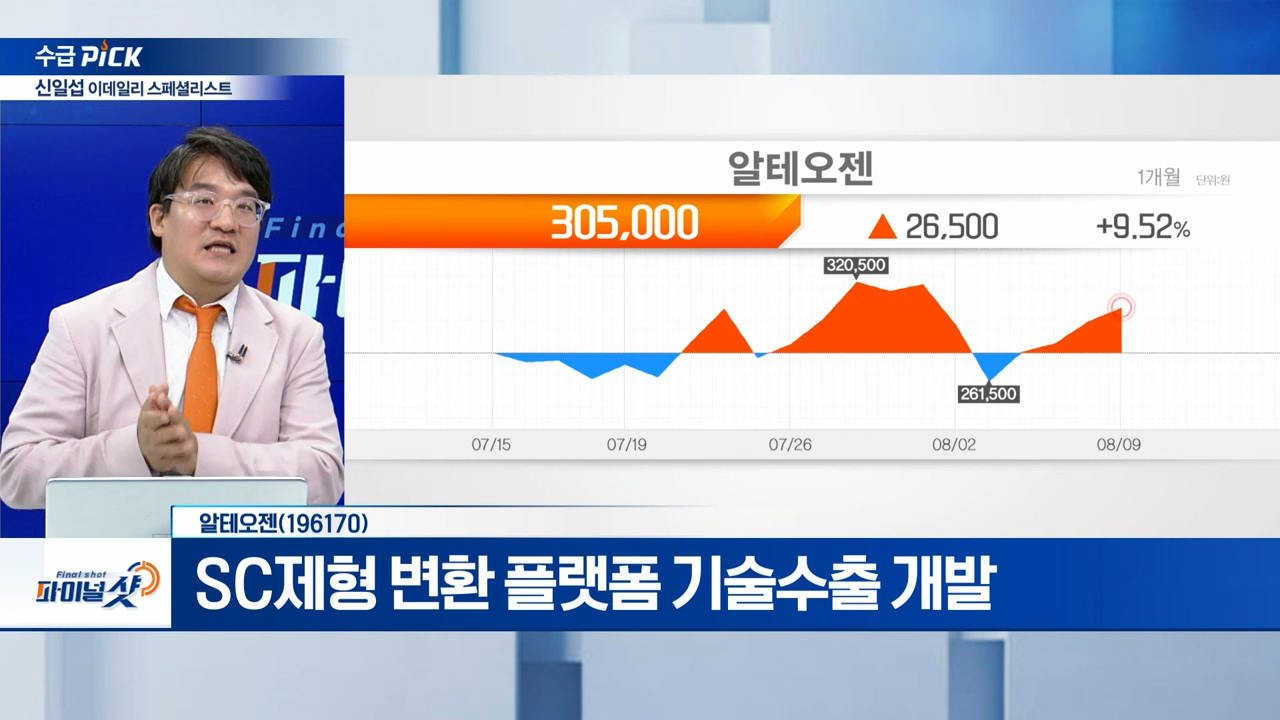 수급 PiCK
신일섭 이데일리 스페셜리스트
Final
파이
알테오젠
1개월 단위:원
305,000 ▲ 26,500 +9.52%
320,500
261,500
07/15 07/19 07/26 08/02 08/09
알테오젠(196170)
Final shot
파이널샷
SC제형 변환 플랫폼 기술수출 개발